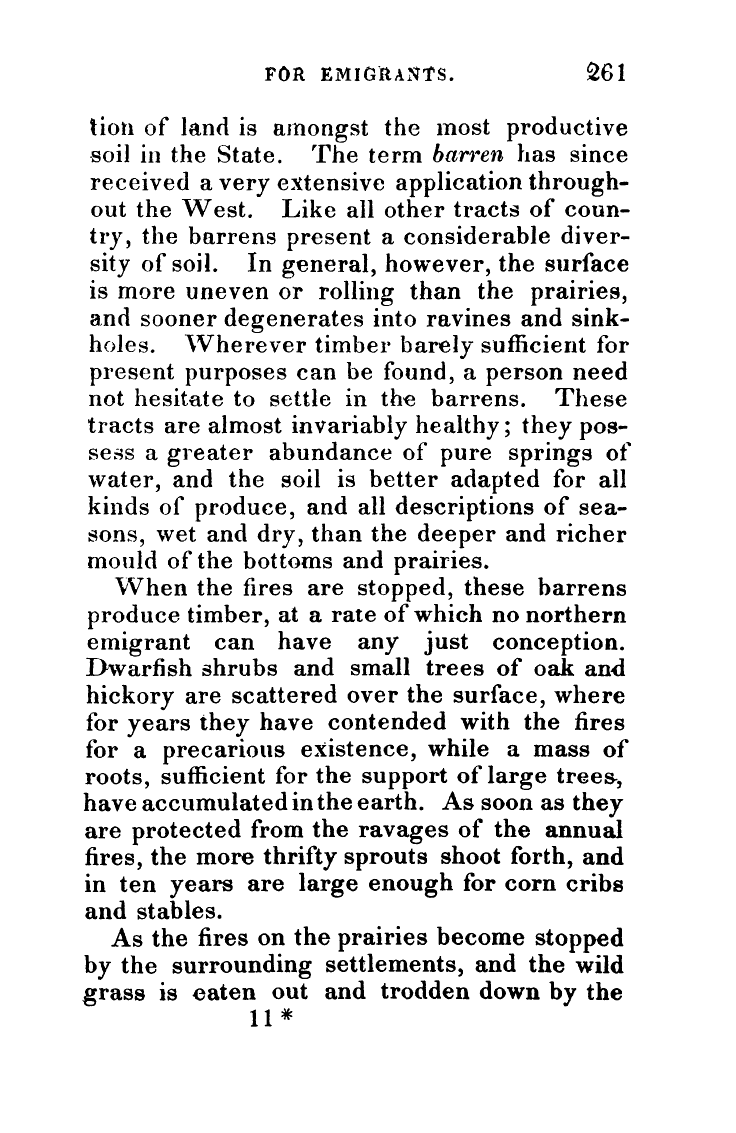 FOR EMIGRANTS. 261
tion of land is amongst the most productive
soil in the State. The term barren has since
received a very extensive application through-
out the West. Like all other tracts of coun-
try, the barrens present a considerable diver-
sity of soil. In general, however, the surface
is more uneven or rolling than the prairies,
and sooner degenerates into ravines and sink-
holes. Wherever timber barely sufficient for
present purposes can be found, a person need
not hesitate to settle in the barrens. These
tracts are almost invariably healthy; they pos-
sess a greater abundance of pure springs of
water, and the soil is better adapted for all
kinds of produce, and all descriptions of sea-
sons, wet and dry, than the deeper and richer
mould of the bottoms and prairies.
When the fires are stopped, these barrens
produce timber, at a rate of which no northern
emigrant can have any just conception.
Dwarfish shrubs and small trees of oak and
hickory are scattered over the surface, where
for years they have contended with the fires
for a precarious existence, while a mass of
roots, sufficient for the support of large trees,
have accumulated in the earth. As soon as they
are protected from the ravages of the annual
fires, the more thrifty sprouts shoot forth, and
in ten years are large enough for corn cribs
and stables.
As the fires on the prairies become stopped
by the surrounding settlements, and the wild
grass is eaten out and trodden down by the
11*